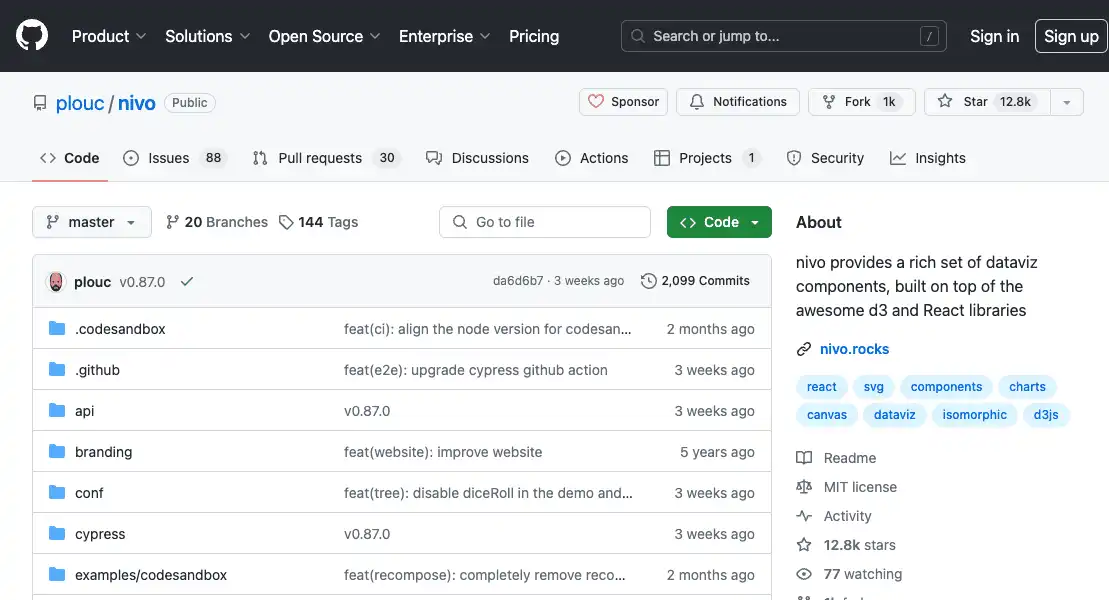 Product Solutions Open Source Enterprise Pricing Search or jump to... / Sign in Sign up
plouc / nivo Public Sponsor Notifications Fork 1k Star 12.8k
Code Issues 88 Pull requests 30 Discussions Actions Projects 1 Security Insights
master 20 Branches 144 Tags Go to file Code
plouc v0.87.0 da6d6b7 · 3 weeks ago 2,099 Commits
.codesandbox feat(ci): align the node version for codesan... 2 months ago
.github feat(e2e): upgrade cypress github action 3 weeks ago
api v0.87.0 3 weeks ago
branding feat(website): improve website 5 years ago
conf feat(tree): disable diceRoll in the demo and... 3 weeks ago
cypress v0.87.0 3 weeks ago
examples/codesandbox feat(recompose): completely remove reco... 2 months ago
About
nivo provides a rich set of dataviz
components, built on top of the
awesome d3 and React libraries
nivo.rocks
react svg components charts
canvas dataviz isomorphic d3js
Readme
MIT license
Activity
12.8k stars
77 watching